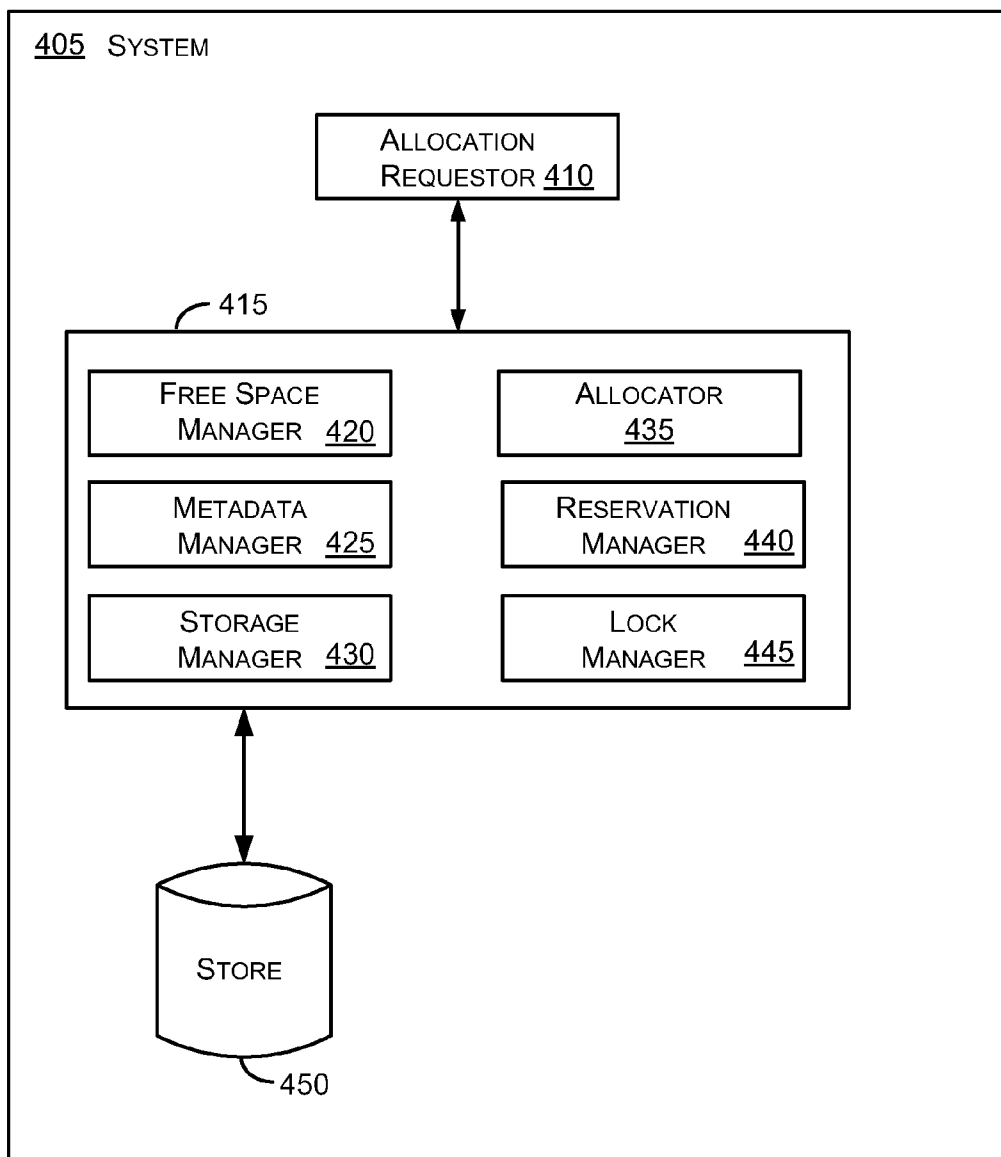 405 SYSTEM
ALLOCATION
REQUESTOR 410
415
FREE SPACE
MANAGER 420
ALLOCATOR
435
METADATA
MANAGER 425
RESERVATION
MANAGER 440
STORAGE
MANAGER 430
LOCK
MANAGER 445
STORE
450